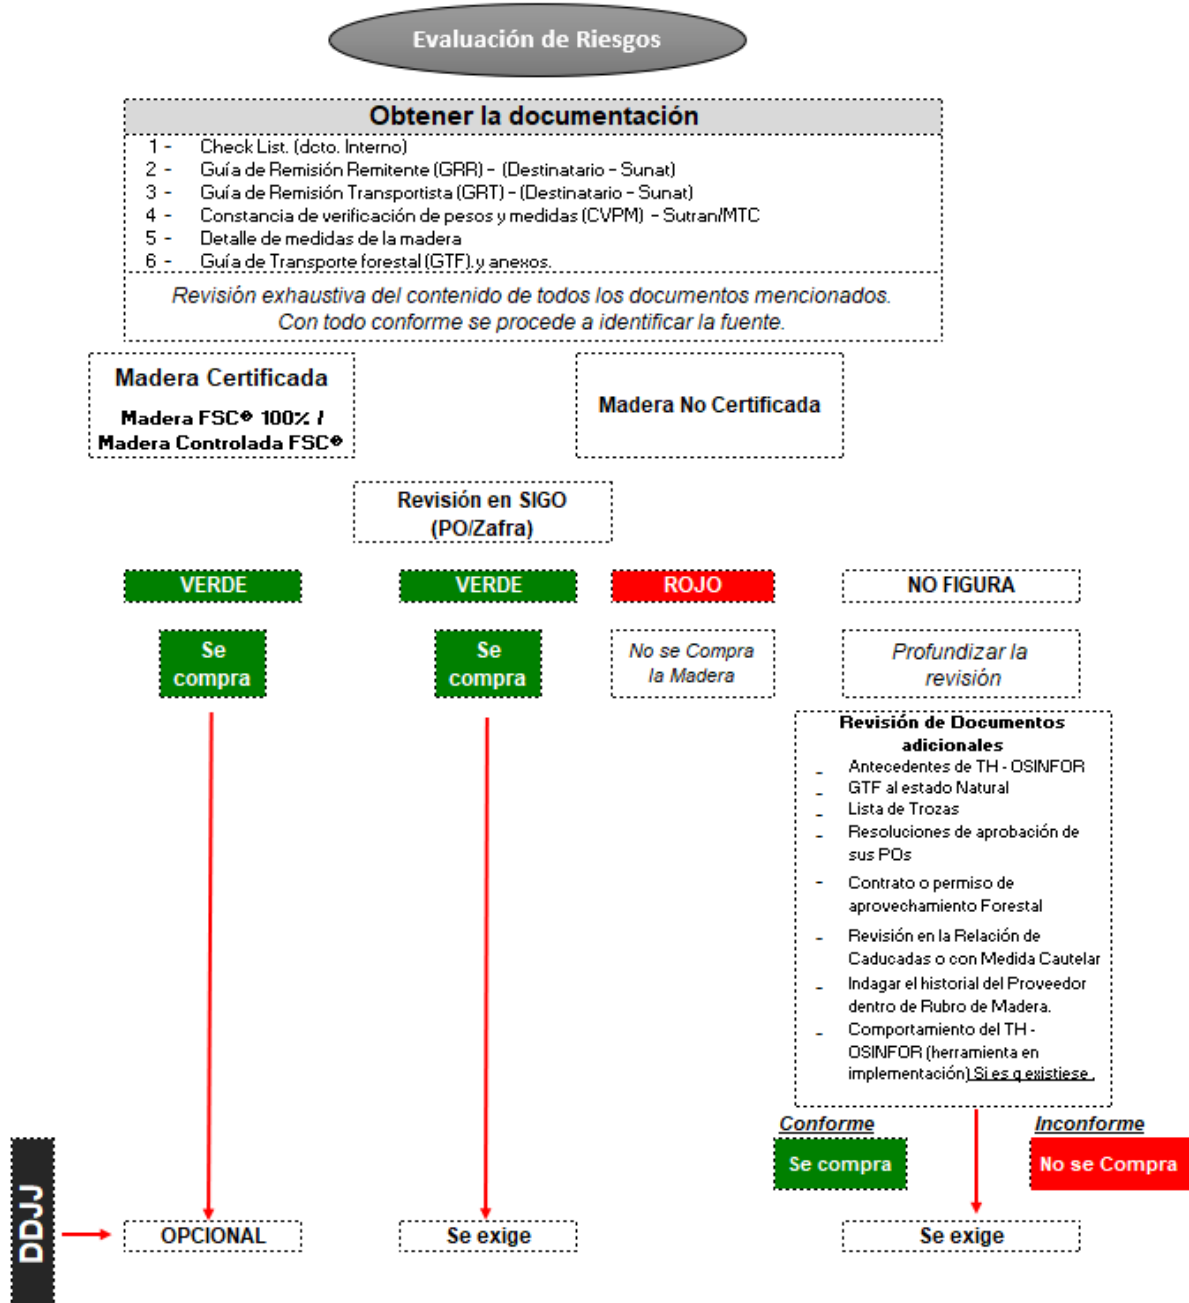 Evaluación de Riesgos
Obtener la documentación
1 - Check List. (dcto. Interno)
2 - Guía de Remisión Remitente (GRR) - (Destinatario - Sunat)
3 - Guía de Remisión Transportista (GRT) - (Destinatario - Sunat)
4 - Constancia de verificación de pesos y medidas (CVPM) - Sutran/MTC
5 - Detalle de medidas de la madera
6 - Guía de Transporte forestal (GTF).y anexos.
Revisión exhaustiva del contenido de todos los documentos mencionados.
Con todo conforme se procede a identificar la fuente.
Madera Certificada
Madera FSC® 100% /
Madera Controlada FSC®
Madera No Certificada
Revisión en SIGO
(PO/Zafra)
VERDE
VERDE
ROJO
NO FIGURA
Se
compra
Se
compra
No se Compra
la Madera
Profundizar la
revisión
Revisión de Documentos
adicionales
- Antecedentes de TH - OSINFOR
- GTF al estado Natural
- Lista de Trozas
- Resoluciones de aprobación de
sus POs
- Contrato o permiso de
aprovechamiento Forestal
- Revisión en la Relación de
Caducadas o con Medida Cautelar
- Indagar el historial del Proveedor
dentro de Rubro de Madera.
- Comportamiento del TH -
OSINFOR (herramienta en
implementación) Si es q existiese .
Conforme
Inconforme
Se compra
No se Compra
DDJJ
OPCIONAL
Se exige
Se exige